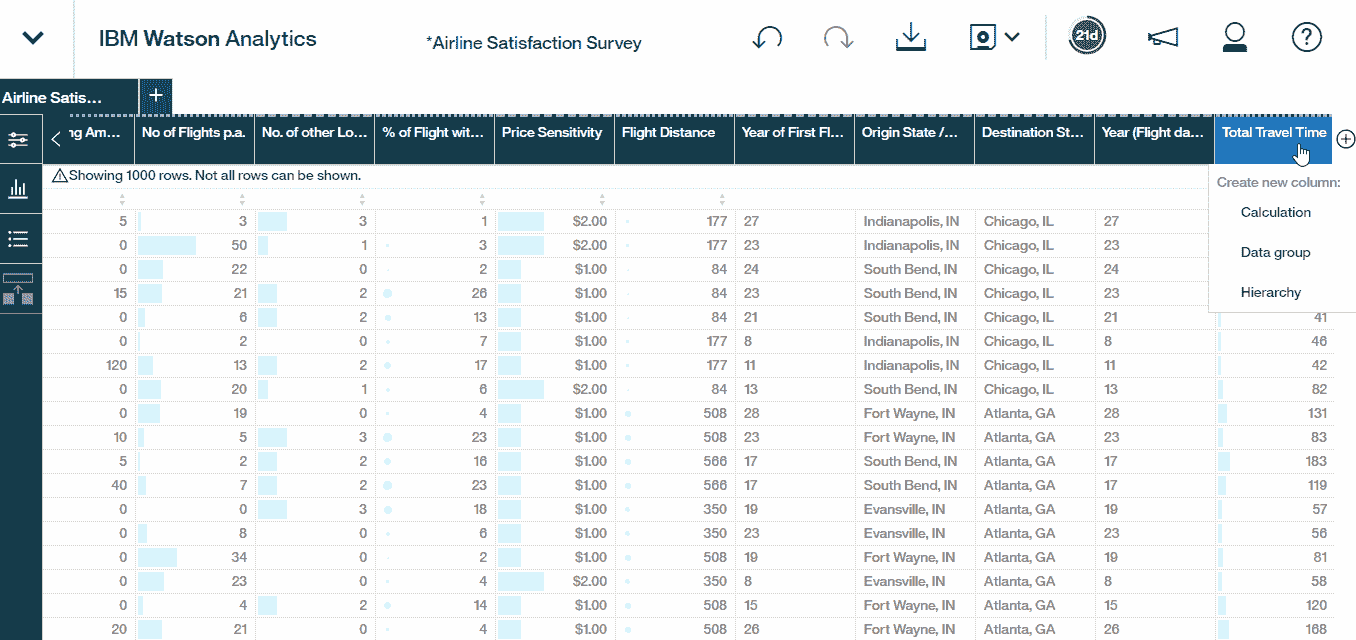 IBM Watson Analytics
*Airline Satisfaction Survey
21d
?
Airline Satis...
+
ng Am... No of Flights p.a. No. of other Lo... % of Flight wit... Price Sensitivity Flight Distance Year of First Fl... Origin State /... Destination St... Year (Flight da... Total Travel Time
Showing 1000 rows. Not all rows can be shown.
Create new column:
Calculation
Data group
Hierarchy
5 3 3 1 $2.00 177 27 Indianapolis, IN Chicago, IL 27
0 50 1 3 $2.00 177 23 Indianapolis, IN Chicago, IL 23
0 22 0 2 $1.00 84 24 South Bend, IN Chicago, IL 24
15 21 2 26 $1.00 84 23 South Bend, IN Chicago, IL 23
0 6 2 13 $1.00 84 21 South Bend, IN Chicago, IL 21 41
0 2 0 7 $1.00 177 8 Indianapolis, IN Chicago, IL 8 46
120 13 2 17 $1.00 177 11 Indianapolis, IN Chicago, IL 11 42
0 20 1 6 $2.00 84 13 South Bend, IN Chicago, IL 13 82
0 19 0 4 $1.00 508 28 Fort Wayne, IN Atlanta, GA 28 131
10 5 3 23 $1.00 508 23 Fort Wayne, IN Atlanta, GA 23 83
5 2 2 16 $1.00 566 17 South Bend, IN Atlanta, GA 17 183
40 7 2 23 $1.00 566 17 South Bend, IN Atlanta, GA 17 119
0 0 3 18 $1.00 350 19 Evansville, IN Atlanta, GA 19 57
0 8 0 6 $1.00 350 23 Evansville, IN Atlanta, GA 23 56
0 34 0 2 $1.00 508 19 Fort Wayne, IN Atlanta, GA 19 81
0 23 0 4 $2.00 350 8 Evansville, IN Atlanta, GA 8 58
0 4 2 14 $1.00 508 15 Fort Wayne, IN Atlanta, GA 15 120
20 21 0 4 $1.00 508 26 Fort Wayne, IN Atlanta, GA 26 168